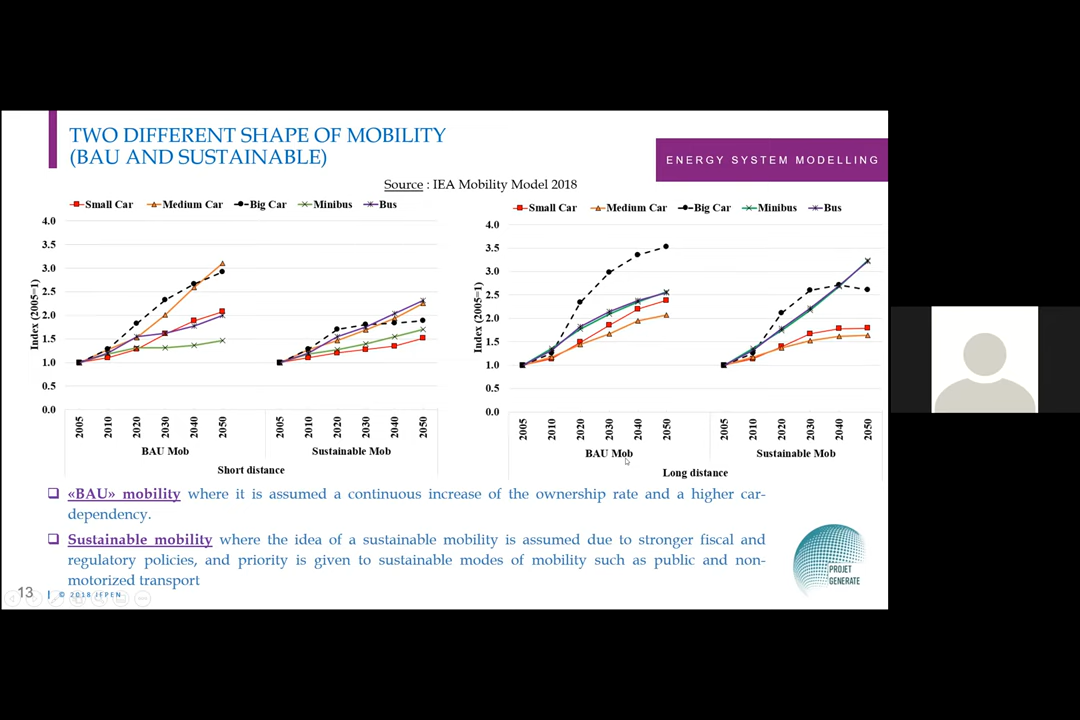 TWO DIFFERENT SHAPE OF MOBILITY
(BAU AND SUSTAINABLE)
ENERGY SYSTEM MODELLING
Source : IEA Mobility Model 2018
Small Car Medium Car Big Car Minibus Bus
4.0
3.5
3.0
2.5
2.0
1.5
1.0
0.5
0.0
Index (2005=1)
2005 2010 2020 2030 2040 2050 2005 2010 2020 2030 2040 2050
BAU Mob Sustainable Mob
Short distance
Small Car Medium Car Big Car Minibus Bus
4.0
3.5
3.0
2.5
2.0
1.5
1.0
0.5
0.0
Index (2005=1)
2005 2010 2020 2030 2040 2050 2005 2010 2020 2030 2040 2050
BAU Mob Sustainable Mob
Long distance
«BAU» mobility where it is assumed a continuous increase of the ownership rate and a higher car-
dependency.
Sustainable mobility where the idea of a sustainable mobility is assumed due to stronger fiscal and
regulatory policies, and priority is given to sustainable modes of mobility such as public and non-
motorized transport
PROJET
GENERATE
13 | © 2018 IFPEN